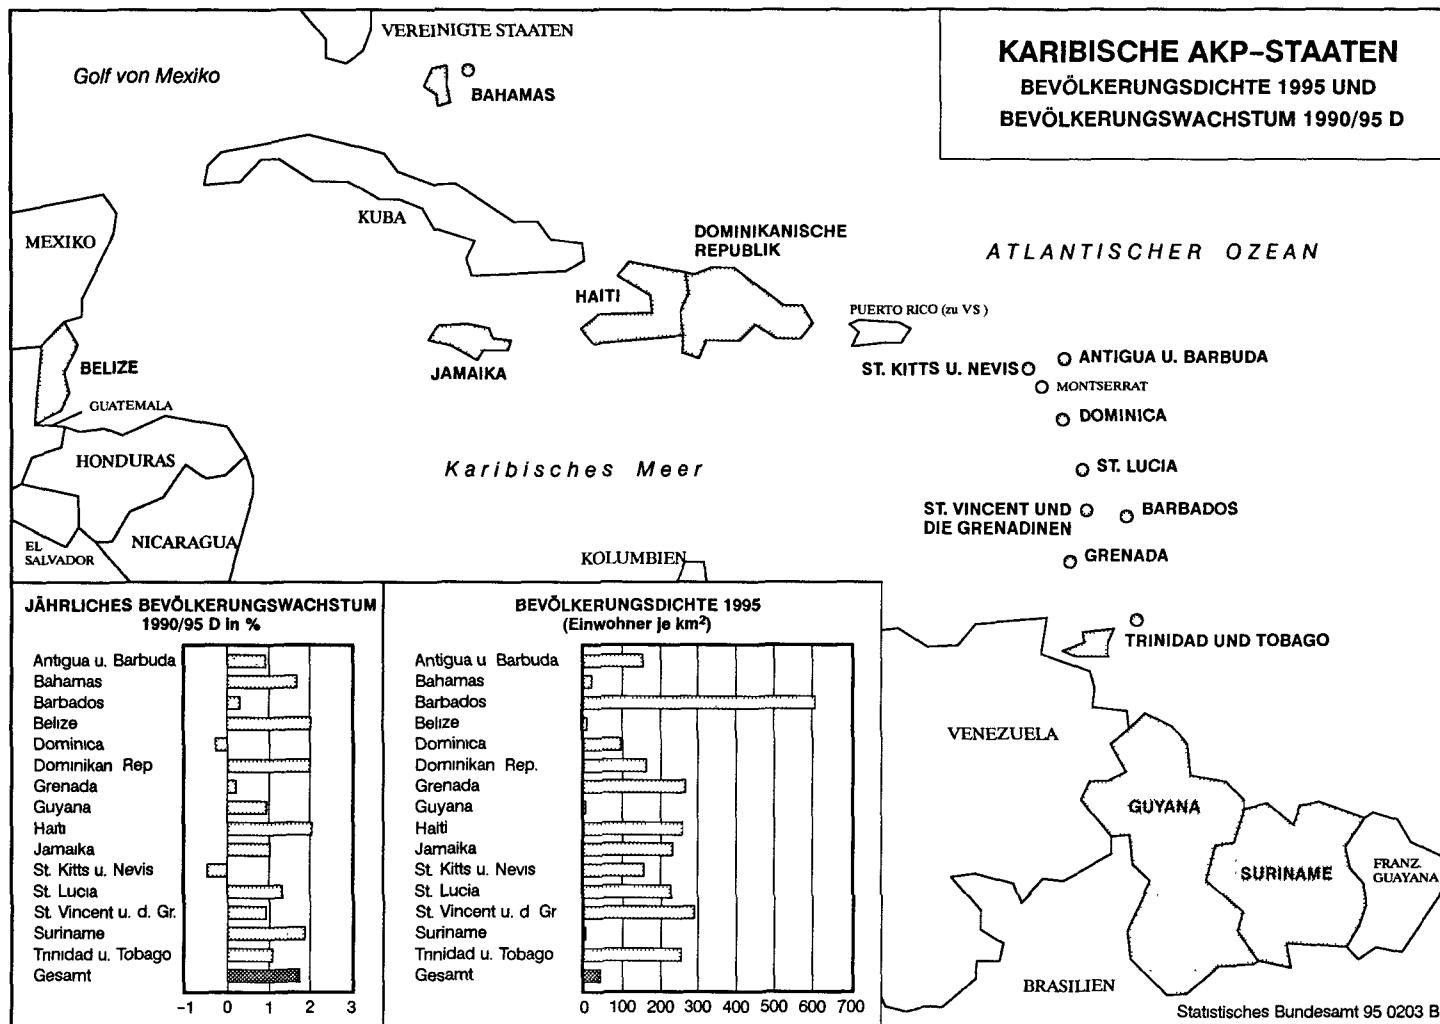 VEREINIGTE STAATEN
Golf von Mexiko
BAHAMAS
KARIBISCHE AKP-STAATEN
BEVÖLKERUNGSDICHTE 1995 UND
BEVÖLKERUNGSWACHSTUM 1990/95 D
KUBA
MEXIKO
DOMINIKANISCHE
REPUBLIK
ATLANTISCHER OZEAN
HAITI
PUERTO RICO (zu VS )
JAMAIKA
BELIZE
GUATEMALA
ST. KITTS U. NEVIS
ANTIGUA U. BARBUDA
MONTSERRAT
DOMINICA
HONDURAS
Karibisches Meer
ST. LUCIA
ST. VINCENT UND
DIE GRENADINEN
BARBADOS
EL
SALVADOR
NICARAGUA
KOLUMBIEN
GRENADA
TRINIDAD UND TOBAGO
VENEZUELA
GUYANA
SURINAME
FRANZ.
GUAYANA
BRASILIEN
JÄHRLICHES BEVÖLKERUNGSWACHSTUM
1990/95 D in %
Antigua u. Barbuda
Bahamas
Barbados
Belize
Dominica
Dominikan Rep
Grenada
Guyana
Haiti
Jamaika
St. Kitts u. Nevis
St. Lucia
St. Vincent u. d. Gr.
Suriname
Trinidad u. Tobago
Gesamt
-1 0 1 2 3
BEVÖLKERUNGSDICHTE 1995
(Einwohner je km²)
Antigua u Barbuda
Bahamas
Barbados
Belize
Dominica
Dominikan Rep.
Grenada
Guyana
Haiti
Jamaika
St. Kitts u. Nevis
St. Lucia
St. Vincent u. d Gr
Suriname
Trinidad u. Tobago
Gesamt
0 100 200 300 400 500 600 700
Statistisches Bundesamt 95 0203 B